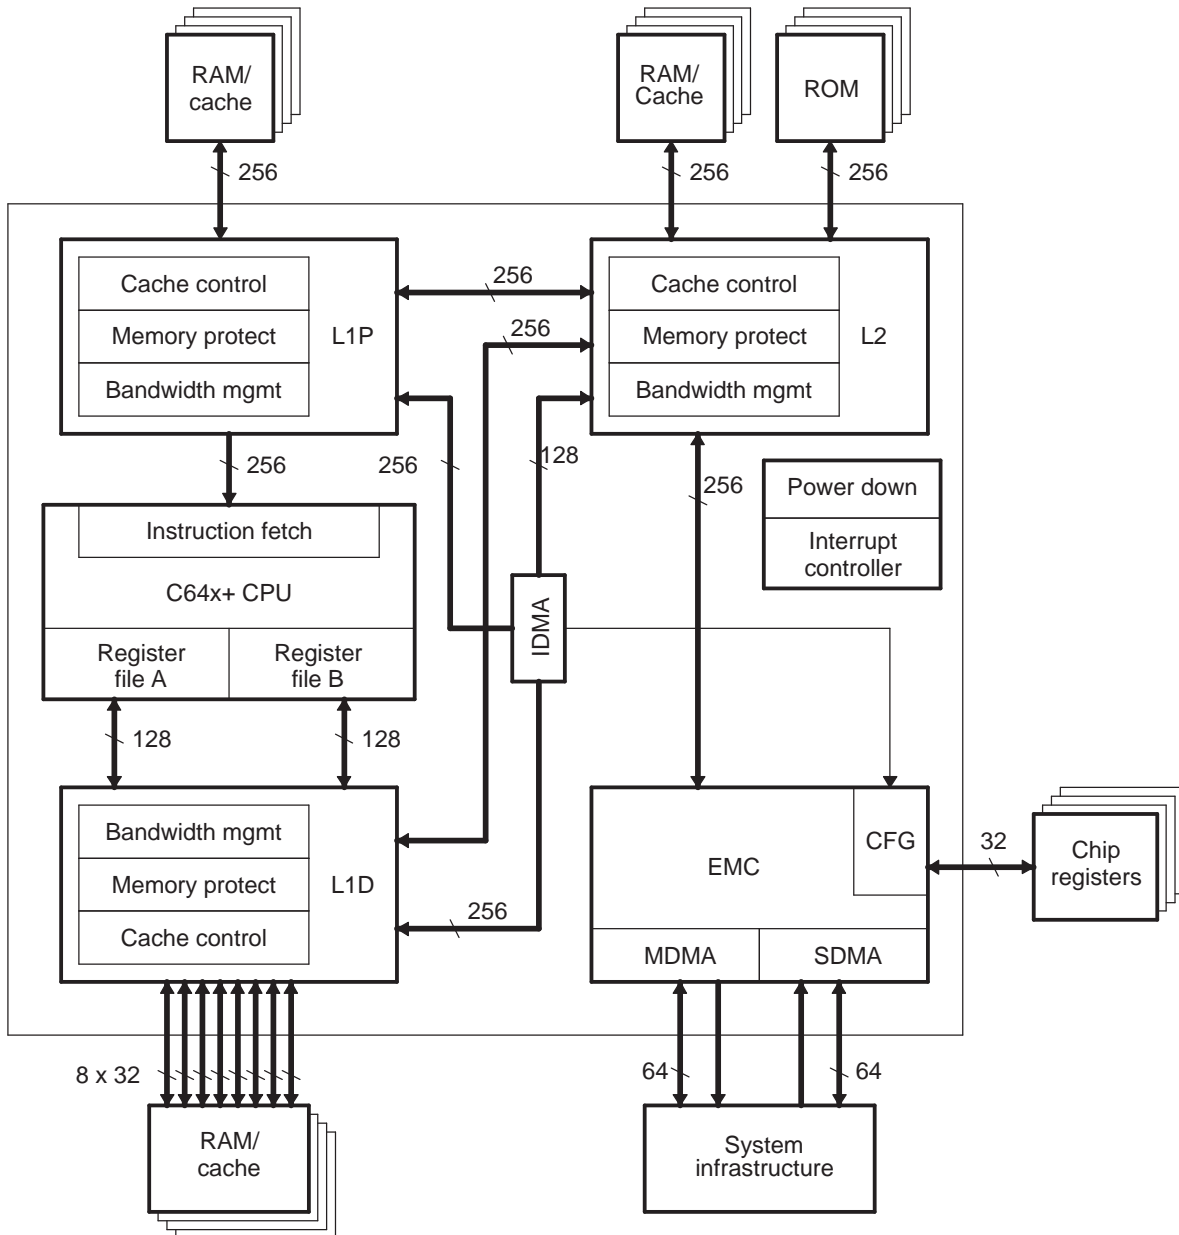 RAM/
cache
RAM/
Cache
ROM
256
256
256
Cache control
Memory protect
Bandwidth mgmt
L1P
256
256
Cache control
Memory protect
Bandwidth mgmt
L2
256
256
128
256
Power down
Interrupt
controller
Instruction fetch
C64x+ CPU
Register
file A
Register
file B
IDMA
128
128
Bandwidth mgmt
Memory protect
Cache control
L1D
256
EMC
CFG
MDMA
SDMA
32
Chip
registers
8 x 32
64
64
RAM/
cache
System
infrastructure